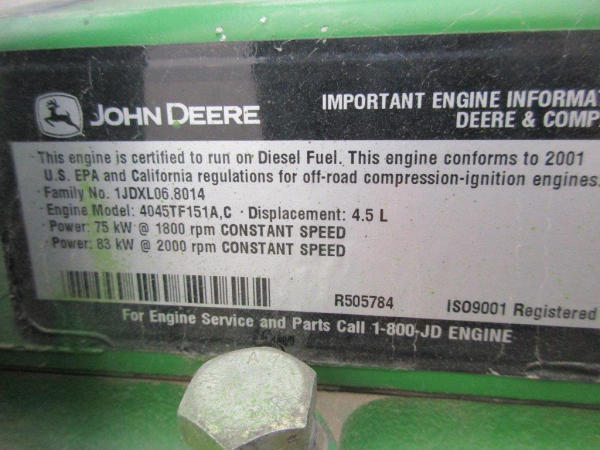 JOHN DEERE
IMPORTANT ENGINE
DEERE &
This engine is certified to run on Diesel Fuel. This engine conforms to 2001
U.S. EPA and California regulations for off-road compression-ignition engines.
Family No. 1JDXL06.8014
· Engine Model: 4045TF151A,C · Displacement: 4.5 L
· Power: 75 kW @ 1800 rpm CONSTANT SPEED
· Power: 83 kW @ 2000 rpm CONSTANT SPEED
R505784 ISO9001 Registered
For Engine Service and Parts Call 1-800-JD ENGINE
A